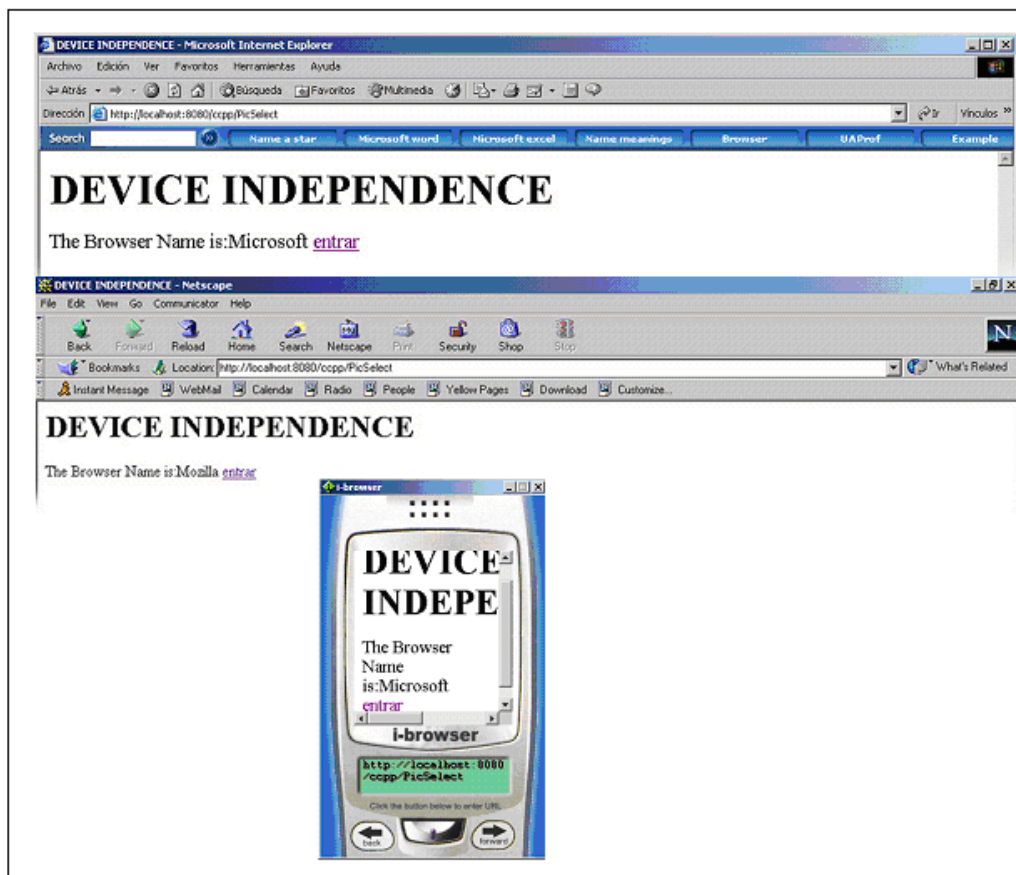 DEVICE INDEPENDENCE - Microsoft Internet Explorer
Archivo Edición Ver Favoritos Herramientas Ayuda
Atrás Búsqueda Favoritos Multimedia
Dirección http://localhost:8080/ccpp/PicSelect Ir Vínculos »
Search Name a star Microsoft word Microsoft excel Name meanings Browser UAProf Example
DEVICE INDEPENDENCE
The Browser Name is:Microsoft entrar
DEVICE INDEPENDENCE - Netscape
File Edit View Go Communicator Help
Back Forward Reload Home Search Netscape Print Security Shop Stop
N
Bookmarks Location: http://localhost:8080/ccpp/PicSelect What's Related
Instant Message WebMail Calendar Radio People Yellow Pages Download Customize...
DEVICE INDEPENDENCE
The Browser Name is:Mozilla entrar
i-browser
DEVICE
INDEPE
The Browser
Name
is:Microsoft
entrar
i-browser
http://localhost:8080
/ccpp/PicSelect
Click the button below to enter URL
back forward